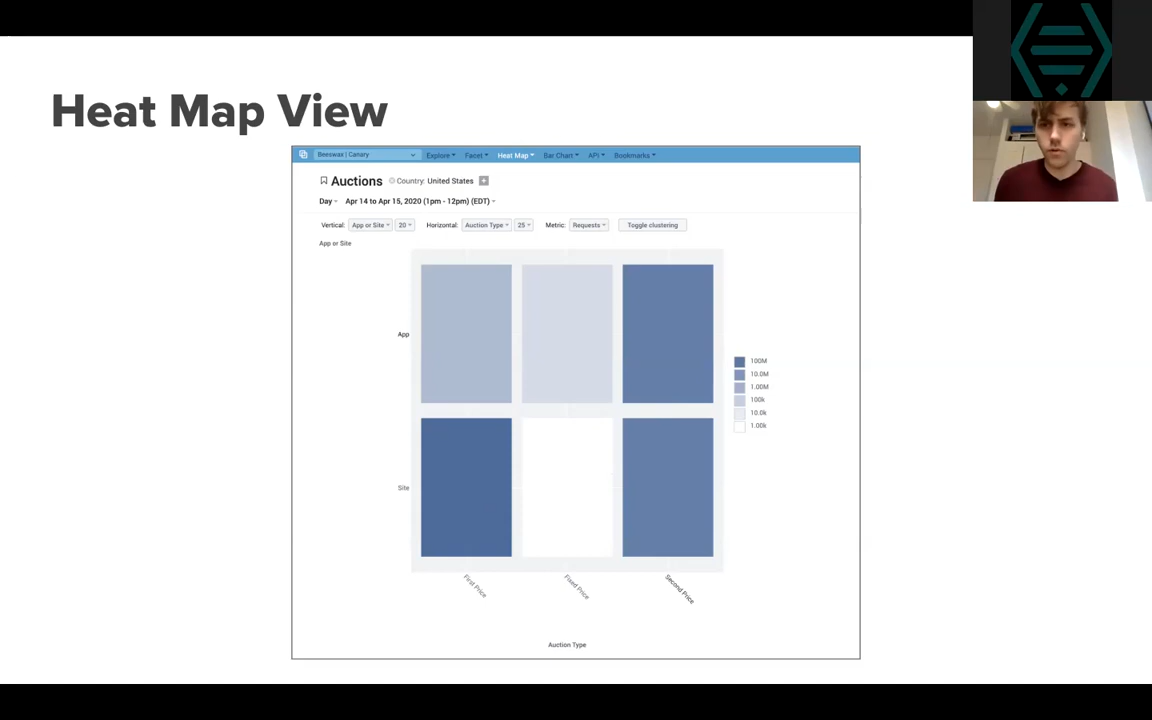 Heat Map View
Beeswax | Canary Explore Facet Heat Map Bar Chart API Bookmarks
Auctions Country: United States +
Day Apr 14 to Apr 15, 2020 (1pm - 12pm) (EDT)
Vertical: App or Site 20 Horizontal: Auction Type 25 Metric: Requests Toggle clustering
App or Site
App
100M
10.0M
1.00M
100k
10.0k
1.00k
Site
First Price Fixed Price Second Price
Auction Type